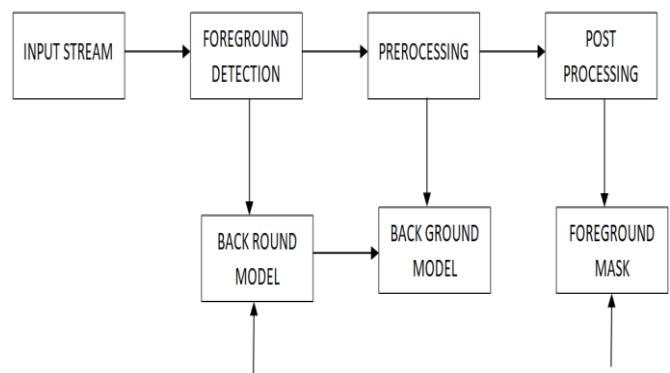 INPUT STREAM
FOREGROUND
DETECTION
PREROCESSING
POST
PROCESSING
BACK ROUND
MODEL
BACK GROUND
MODEL
FOREGROUND
MASK